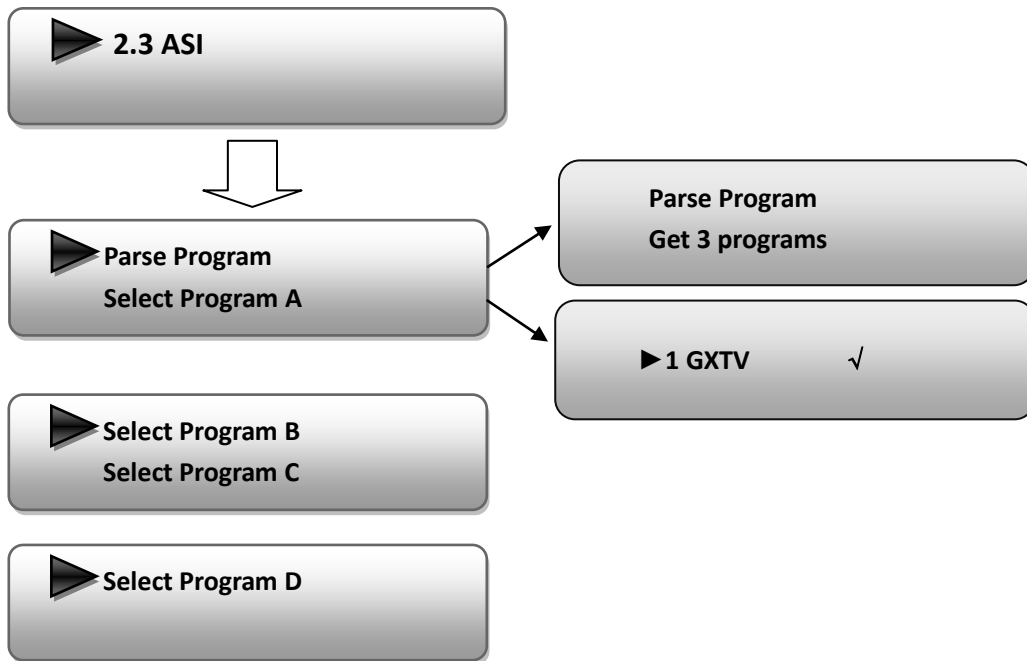 2.3 ASI
Parse Program
Select Program A
Parse Program
Get 3 programs
►1 GXTV √
Select Program B
Select Program C
Select Program D